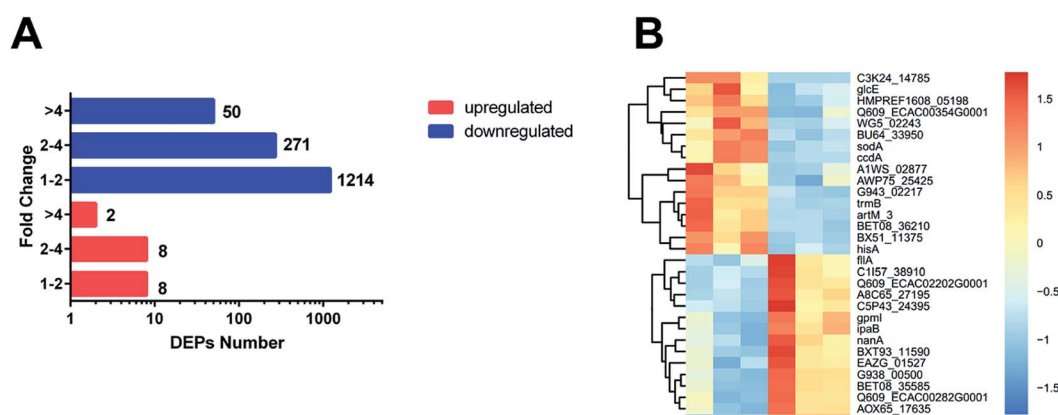 A
B
>4
50
2-4
271
1-2
1214
>4
2
2-4
8
1-2
8
Fold Change
1
10
100
1000
DEPs Number
upregulated
downregulated
C3K24_14785
glcE
HMPREF1608_05198
Q609_ECAC00354G0001
WG5_02243
BU64_33950
sodA
ccdA
A1WS_02877
AWP75_25425
G943_02217
trmB
artM_3
BET08_36210
BX51_11375
hisA
fliA
C1I57_38910
Q609_ECAC02202G0001
A8C65_27195
C5P43_24395
gpmI
ipaB
nanA
BXT93_11590
EAZG_01527
G938_00500
BET08_35585
Q609_ECAC00282G0001
AOX65_17635
1.5
1
0.5
0
−0.5
−1
−1.5